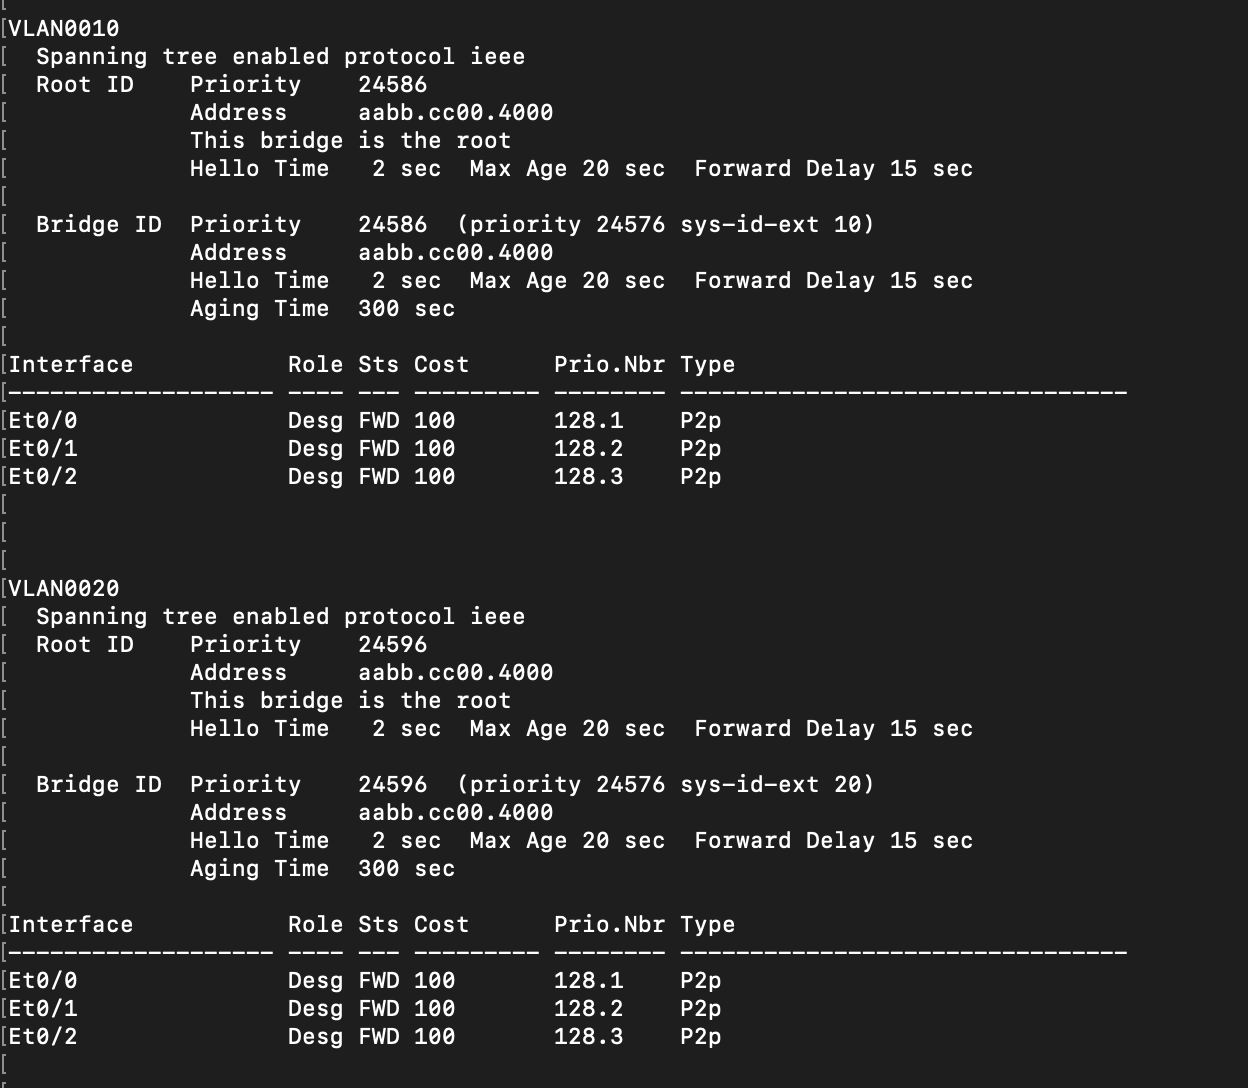 VLAN0010
  Spanning tree enabled protocol ieee
  Root ID    Priority    24586
             Address     aabb.cc00.4000
             This bridge is the root
             Hello Time   2 sec  Max Age 20 sec  Forward Delay 15 sec

  Bridge ID  Priority    24586  (priority 24576 sys-id-ext 10)
             Address     aabb.cc00.4000
             Hello Time   2 sec  Max Age 20 sec  Forward Delay 15 sec
             Aging Time  300 sec

Interface           Role Sts Cost      Prio.Nbr Type
------------------- ---- --- --------- -------- --------------------------------
Et0/0               Desg FWD 100       128.1    P2p
Et0/1               Desg FWD 100       128.2    P2p
Et0/2               Desg FWD 100       128.3    P2p

VLAN0020
  Spanning tree enabled protocol ieee
  Root ID    Priority    24596
             Address     aabb.cc00.4000
             This bridge is the root
             Hello Time   2 sec  Max Age 20 sec  Forward Delay 15 sec

  Bridge ID  Priority    24596  (priority 24576 sys-id-ext 20)
             Address     aabb.cc00.4000
             Hello Time   2 sec  Max Age 20 sec  Forward Delay 15 sec
             Aging Time  300 sec

Interface           Role Sts Cost      Prio.Nbr Type
------------------- ---- --- --------- -------- --------------------------------
Et0/0               Desg FWD 100       128.1    P2p
Et0/1               Desg FWD 100       128.2    P2p
Et0/2               Desg FWD 100       128.3    P2p